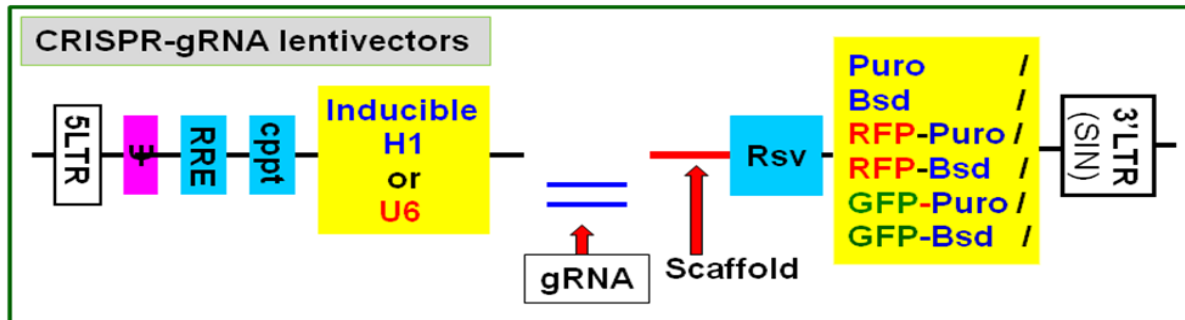 CRISPR-gRNA lentivectors
5LTR
Ψ
RRE
cppt
Inducible
H1
or
U6
gRNA
Scaffold
Rsv
Puro /
Bsd /
RFP-Puro /
RFP-Bsd /
GFP-Puro /
GFP-Bsd /
3'LTR
(SIN)